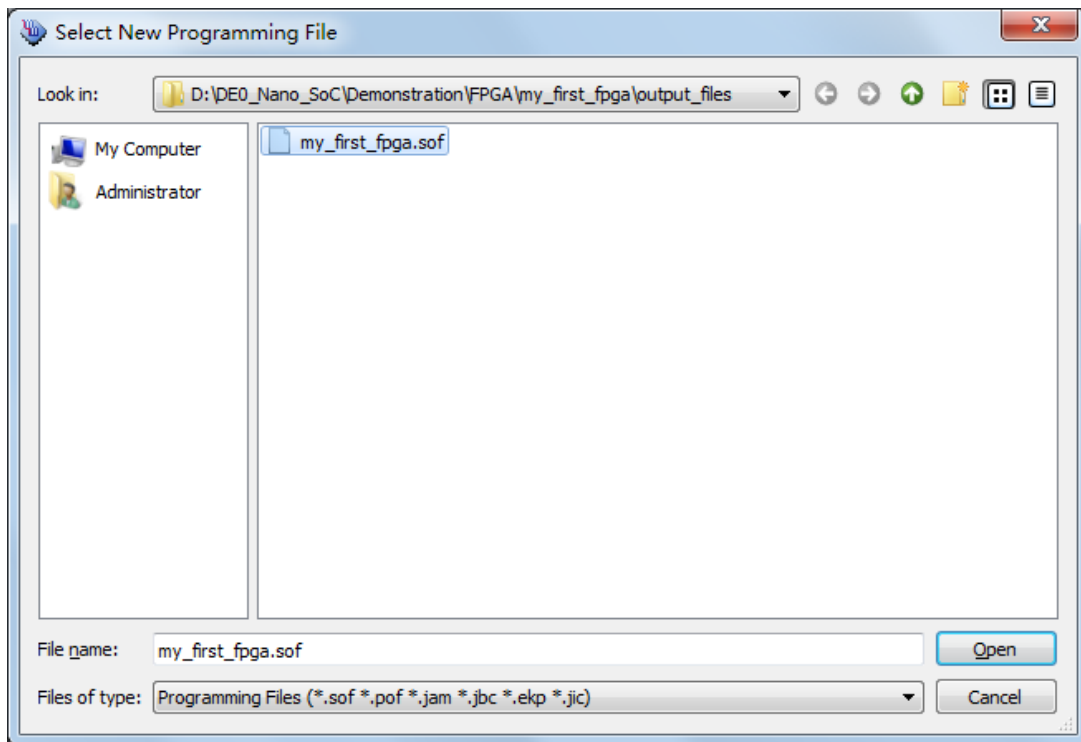 Select New Programming File
Look in: D:\DE0_Nano_SoC\Demonstration\FPGA\my_first_fpga\output_files
My Computer
Administrator
my_first_fpga.sof
File name: my_first_fpga.sof Open
Files of type: Programming Files (*.sof *.pof *.jam *.jbc *.ekp *.jic) Cancel